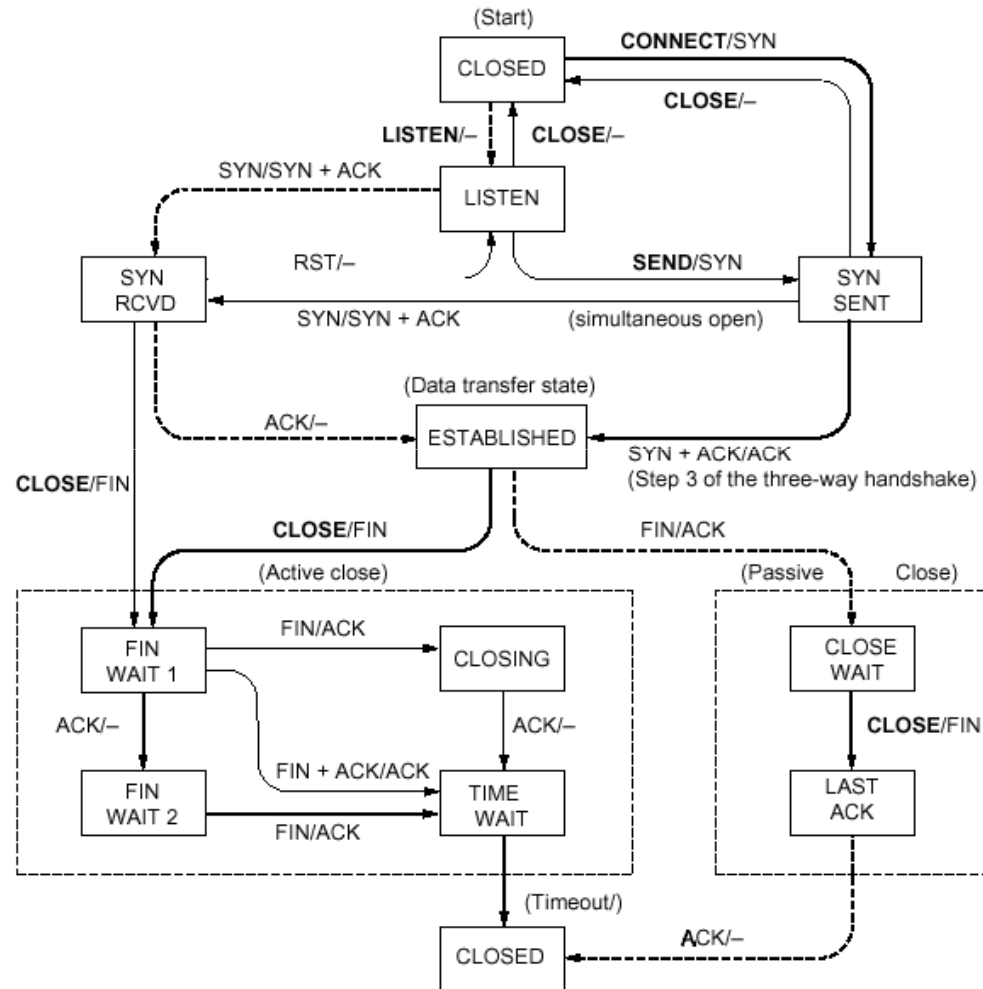 (Start)
CONNECT/SYN
CLOSED
CLOSE/–
LISTEN/–
CLOSE/–
SYN/SYN + ACK
LISTEN
RST/–
SEND/SYN
SYN
RCVD
SYN
SENT
SYN/SYN + ACK
(simultaneous open)
(Data transfer state)
ACK/–
ESTABLISHED
SYN + ACK/ACK
(Step 3 of the three-way handshake)
CLOSE/FIN
CLOSE/FIN
FIN/ACK
(Active close)
(Passive Close)
FIN
WAIT 1
FIN/ACK
CLOSING
CLOSE
WAIT
ACK/–
ACK/–
CLOSE/FIN
FIN + ACK/ACK
FIN
WAIT 2
TIME
WAIT
LAST
ACK
FIN/ACK
(Timeout/)
ACK/–
CLOSED